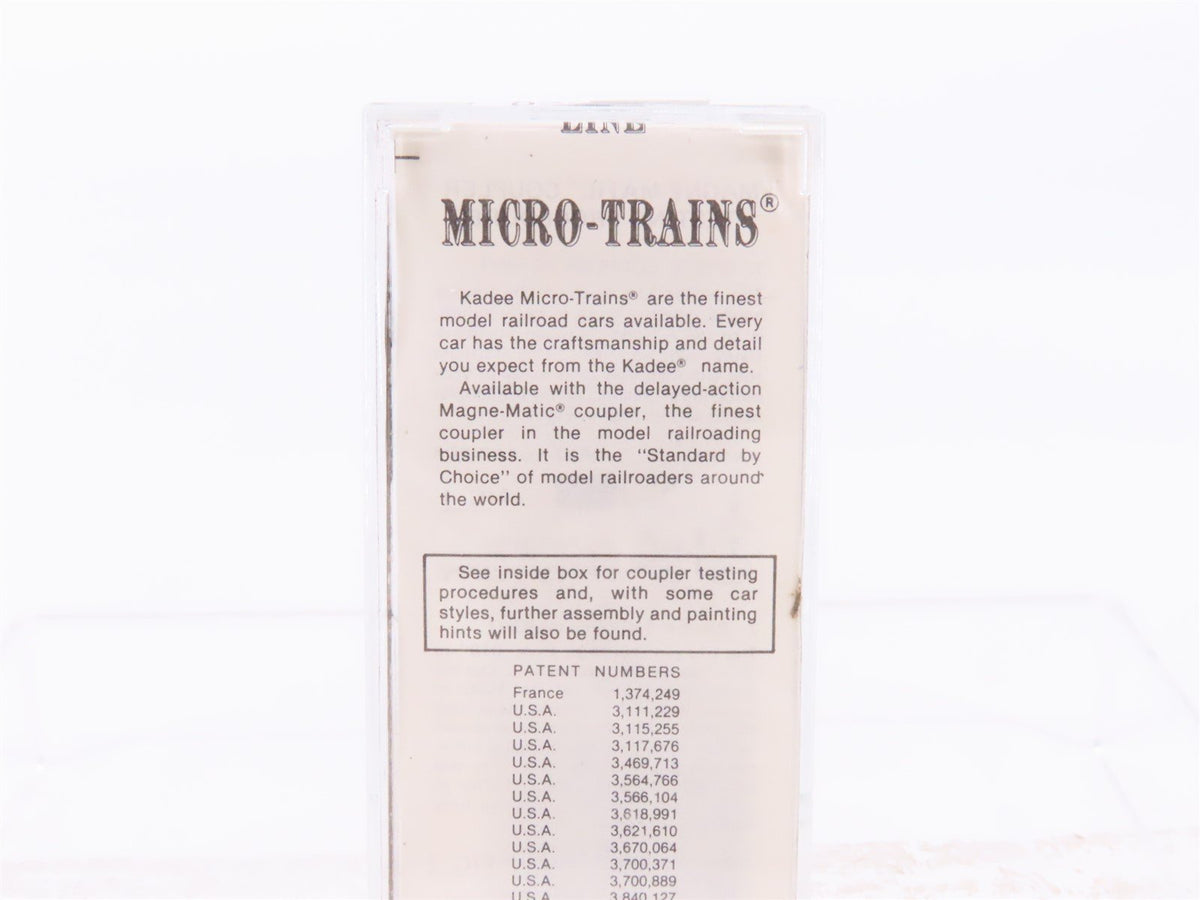 LINE
MICRO-TRAINS®
Kadee Micro-Trains® are the finest
model railroad cars available. Every
car has the craftsmanship and detail
you expect from the Kadee® name.
Available with the delayed-action
Magne-Matic® coupler, the finest
coupler in the model railroading
business. It is the "Standard by
Choice" of model railroaders around
the world.
See inside box for coupler testing
procedures and, with some car
styles, further assembly and painting
hints will also be found.
PATENT NUMBERS
France 1,374,249
U.S.A. 3,111,229
U.S.A. 3,115,255
U.S.A. 3,117,676
U.S.A. 3,469,713
U.S.A. 3,564,766
U.S.A. 3,566,104
U.S.A. 3,618,991
U.S.A. 3,621,610
U.S.A. 3,670,064
U.S.A. 3,700,371
U.S.A. 3,700,889
U.S.A. 3,840,127